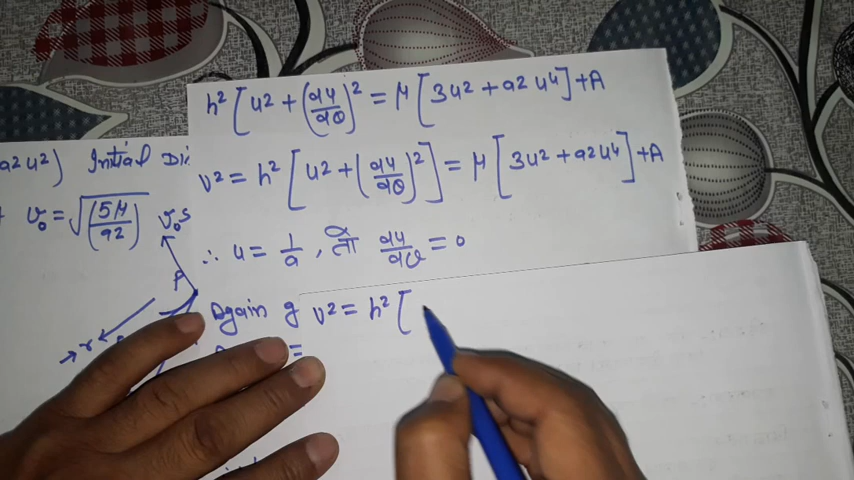 h² [u² + (du/dθ)² = μ [3u² + a²u⁴] + A
a²u²) Initial Di
v² = h² [u² + (du/dθ)²] = μ [3u² + a²u⁴] + A
v₀ = √(5μ/a²) v₀s
∴ u = 1/a , तो du/dθ = 0
P
Again g v² = h² [
→ r
=